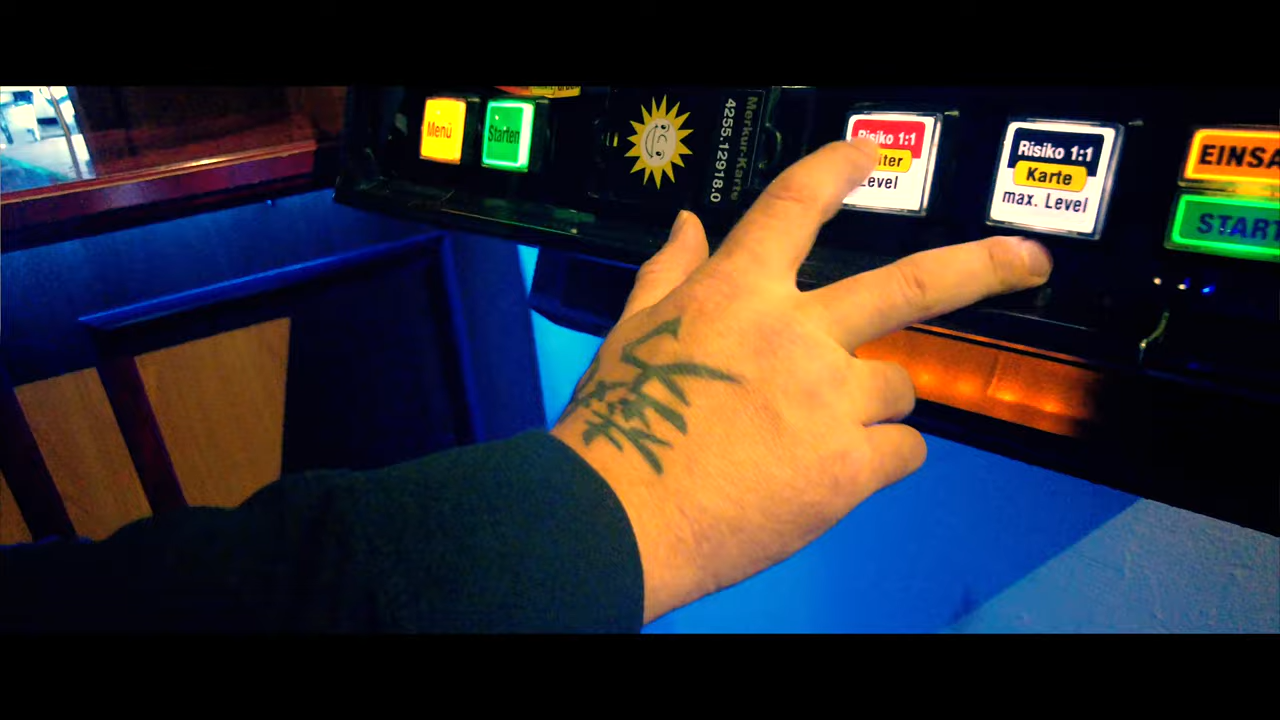 Menü
Starten
Merkur-Karte
4255.12918.0
Risiko 1:1
Level
Risiko 1:1
Karte
max. Level
EINSA
START